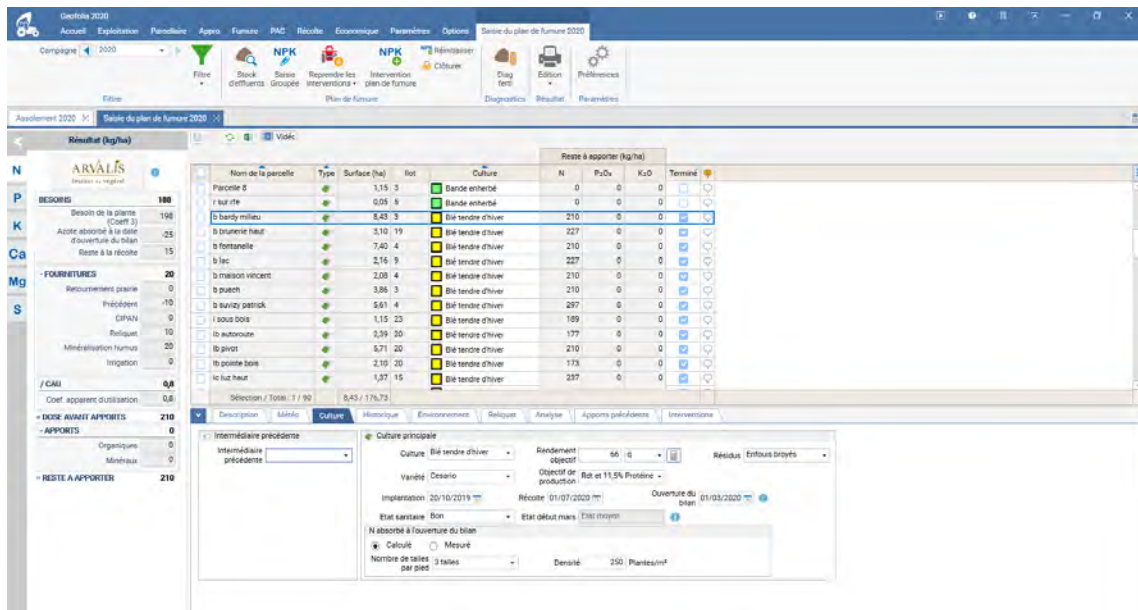 Geofolia 2020
Accueil Exploitation Parcellaire Appro Fumure PAC Récolte Economique Paramètres Options Saisie du plan de fumure 2020
Campagne 2020
Filtre
Filtre
Stock d'effluents
NPK Saisie Groupée
Reprendre les interventions
NPK Intervention plan de fumure
Réinitialiser
Clôturer
Plan de fumure
Diag ferti
Diagnostics
Edition
Résultat
Préférences
Paramètres
Assolement 2020 Saisie du plan de fumure 2020
Résultat (kg/ha)
Vidéo
N
P
K
Ca
Mg
S
ARVALIS
Institut du végétal
BESOINS 188
Besoin de la plante (Coeff 3) 198
Azote absorbé à la date d'ouverture du bilan -25
Reste à la récolte 15
- FOURNITURES 20
Retournement prairie 0
Précédent -10
CIPAN 0
Reliquat 10
Minéralisation humus 20
Irrigation 0
/ CAU 0,8
Coef. apparent d'utilisation 0,8
= DOSE AVANT APPORTS 210
- APPORTS 0
Organiques 0
Minéraux 0
= RESTE A APPORTER 210
Reste à apporter (kg/ha)
Nom de la parcelle Type Surface (ha) Ilot Culture N P₂O₅ K₂O Terminé
Parcelle 8 1,15 3 Bande enherbé 0 0 0
r sur rte 0,05 5 Bande enherbé 0 0 0
b bardy milieu 8,43 3 Blé tendre d'hiver 210 0 0
b brunerie haut 3,10 19 Blé tendre d'hiver 227 0 0
b fontanelle 7,40 4 Blé tendre d'hiver 210 0 0
b lac 2,16 5 Blé tendre d'hiver 227 0 0
b maison vincent 2,08 4 Blé tendre d'hiver 210 0 0
b puech 3,86 3 Blé tendre d'hiver 210 0 0
b suvizy patrick 5,61 4 Blé tendre d'hiver 297 0 0
l sous bois 1,15 23 Blé tendre d'hiver 189 0 0
lb autoroute 2,39 20 Blé tendre d'hiver 177 0 0
lb pivot 5,71 20 Blé tendre d'hiver 210 0 0
lb pointe bois 2,10 20 Blé tendre d'hiver 173 0 0
lc luz haut 1,37 15 Blé tendre d'hiver 237 0 0
Sélection / Total : 1 / 90 8,43 / 176,73
Description Météo Culture Historique Environnement Reliquat Analyse Apports précédents Interventions
Intermédiaire précédente
Intermédiaire précédente
Culture principale
Culture Blé tendre d'hiver Rendement objectif 66 6 Résidus Enfouis broyés
Variété Cesario Objectif de production Rdt et 11,5% Protéine
Implantation 20/10/2019 Récolte 01/07/2020 Ouverture du bilan 01/03/2020
Etat sanitaire Bon Etat début mars Etat moyen
N absorbé à l'ouverture du bilan
Calculé Mesuré
Nombre de talles par pied 3 talles Densité 250 Plantes/m²